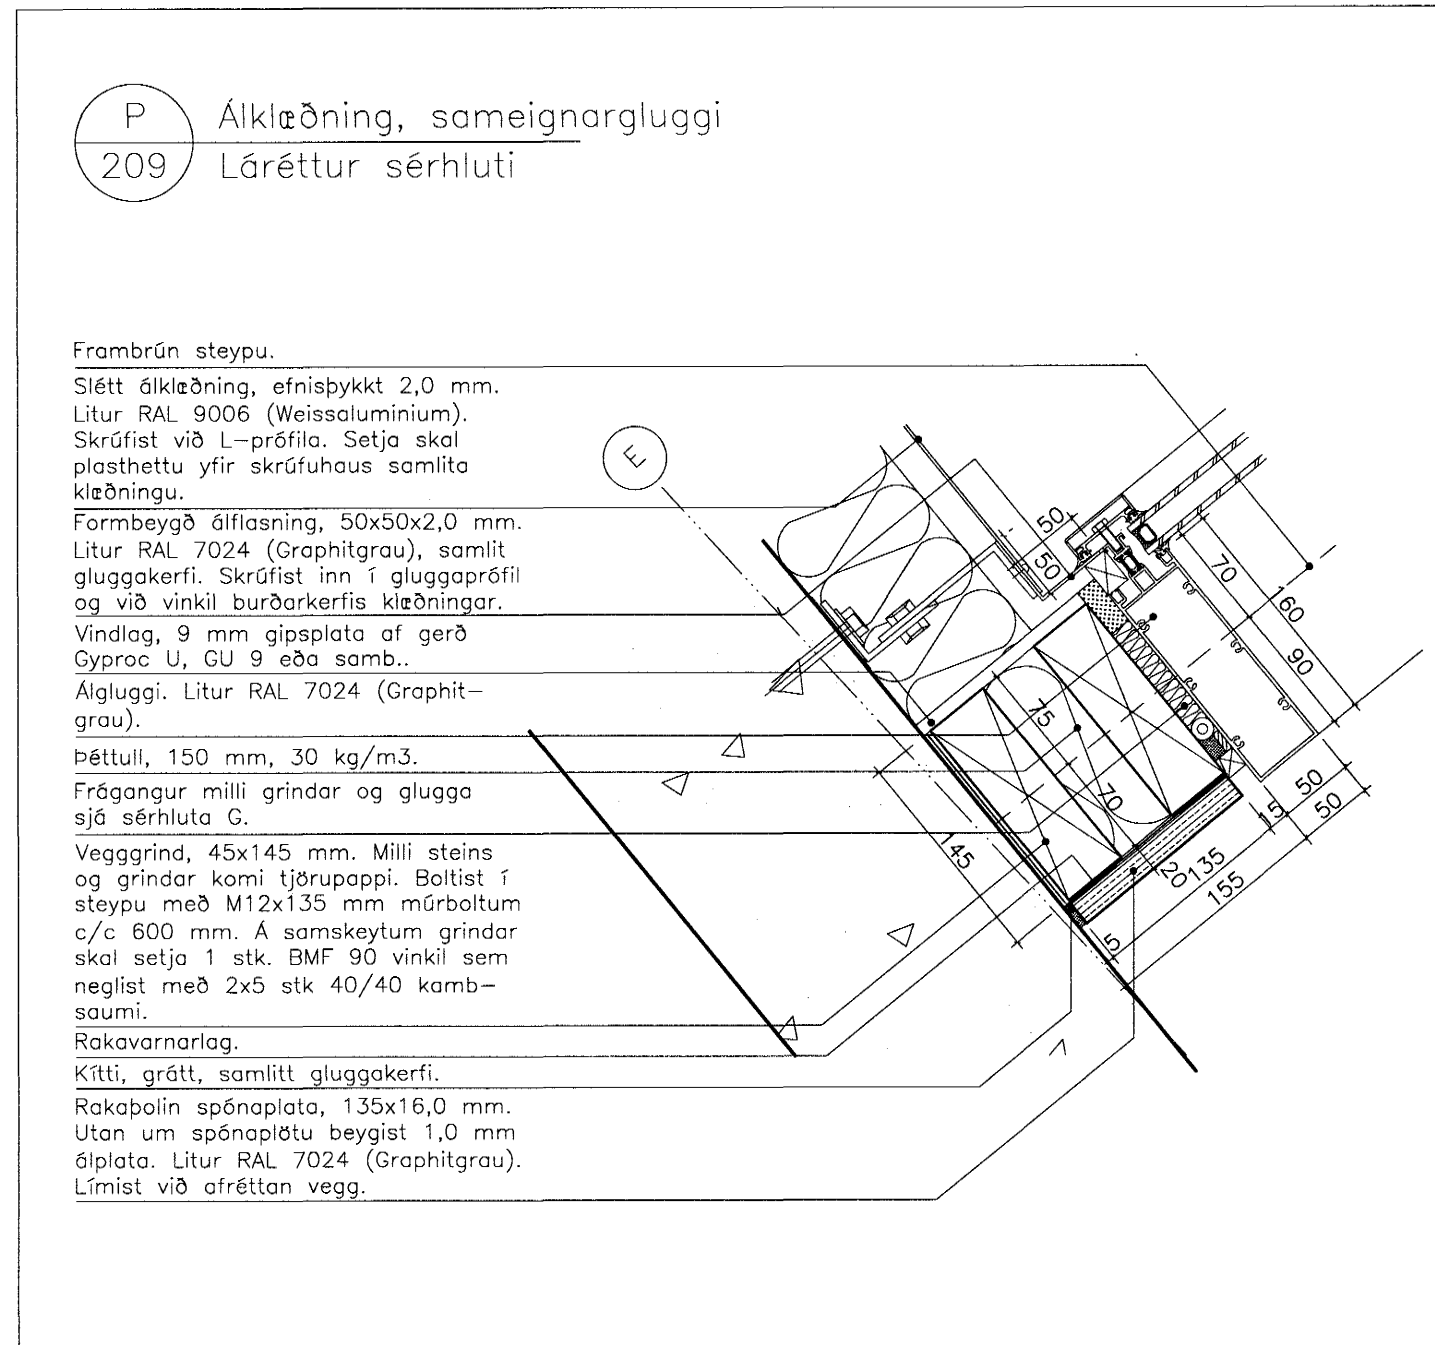 P
209
Álklæðning, sameignargluggi
Láréttur sérhluti
Frambrún steypu.
Slétt álklæðning, efnisþykkt 2,0 mm.
Litur RAL 9006 (Weissaluminium).
Skrúfist við L-prófíla. Setja skal
plasthettu yfir skrúfuhaus samlita
klæðningu.
Formbeygð álflasning, 50x50x2,0 mm.
Litur RAL 7024 (Graphitgrau), samlit
gluggakerfi. Skrúfist inn í gluggaprófíl
og við vinkil burðarkerfis klæðningar.
Vindlag, 9 mm gipsplata af gerð
Gyproc U, GU 9 eða samb..
Álgluggi. Litur RAL 7024 (Graphit-
grau).
Þéttull, 150 mm, 30 kg/m3.
Frágangur milli grindar og glugga
sjá sérhluta G.
Vegggrind, 45x145 mm. Milli steins
og grindar komi tjörupappi. Boltist í
steypu með M12x135 mm múrboltum
c/c 600 mm. Á samskeytum grindar
skal setja 1 stk. BMF 90 vinkil sem
neglist með 2x5 stk 40/40 kamb-
saumi.
Rakavarnarlag.
Kítti, grátt, samlitt gluggakerfi.
Rakaþolin spónaplata, 135x16,0 mm.
Utan um spónaplötu beygist 1,0 mm
álplata. Litur RAL 7024 (Graphitgrau).
Límist við afréttan vegg.
E
50
50
70
160
90
75
70
145
50
15
50
20
135
155
5